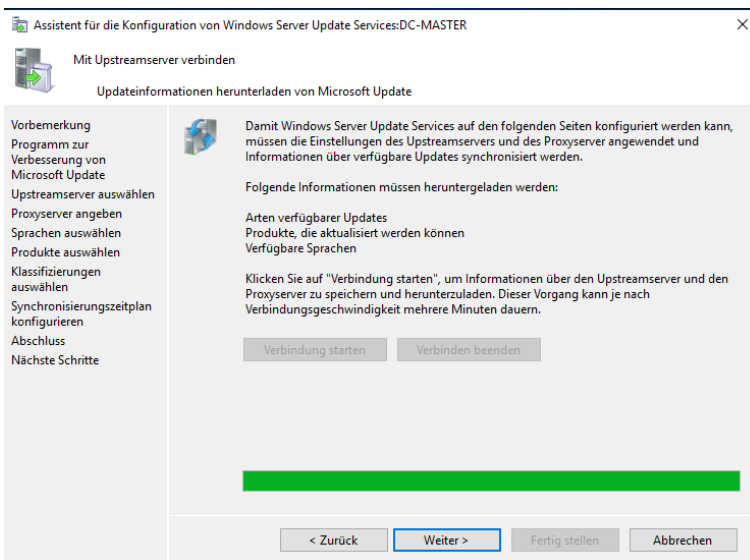 Assistent für die Konfiguration von Windows Server Update Services:DC-MASTER
Mit Upstreamserver verbinden
Updateinformationen herunterladen von Microsoft Update
Vorbemerkung
Programm zur
Verbesserung von
Microsoft Update
Upstreamserver auswählen
Proxyserver angeben
Sprachen auswählen
Produkte auswählen
Klassifizierungen
auswählen
Synchronisierungszeitplan
konfigurieren
Abschluss
Nächste Schritte
Damit Windows Server Update Services auf den folgenden Seiten konfiguriert werden kann,
müssen die Einstellungen des Upstreamservers und des Proxyserver angewendet und
Informationen über verfügbare Updates synchronisiert werden.
Folgende Informationen müssen heruntergeladen werden:
Arten verfügbarer Updates
Produkte, die aktualisiert werden können
Verfügbare Sprachen
Klicken Sie auf "Verbindung starten", um Informationen über den Upstreamserver und den
Proxyserver zu speichern und herunterzuladen. Dieser Vorgang kann je nach
Verbindungsgeschwindigkeit mehrere Minuten dauern.
Verbindung starten
Verbinden beenden
< Zurück
Weiter >
Fertig stellen
Abbrechen